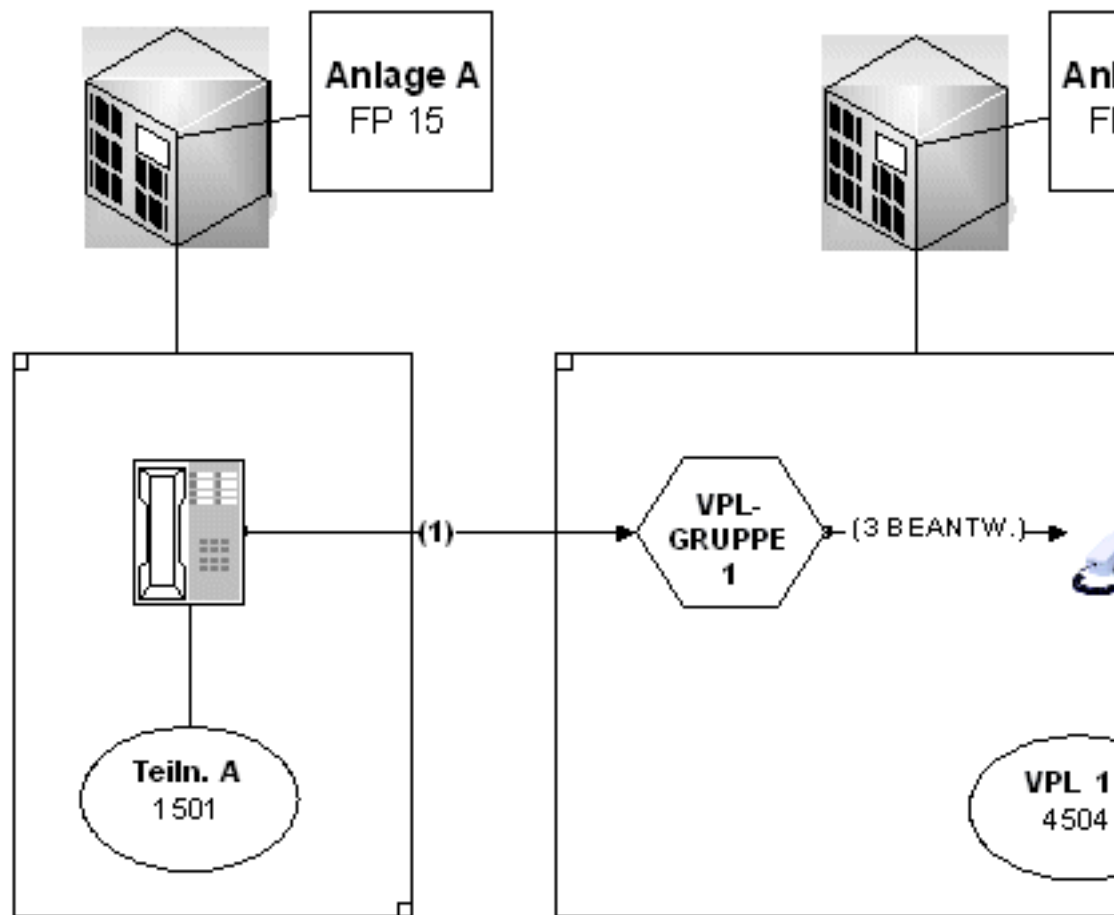 Anlage A
FP 15
(1)
VPL-
GRUPPE
1
(3 BEANTW.)
Teiln. A
1501
VPL 1
4504